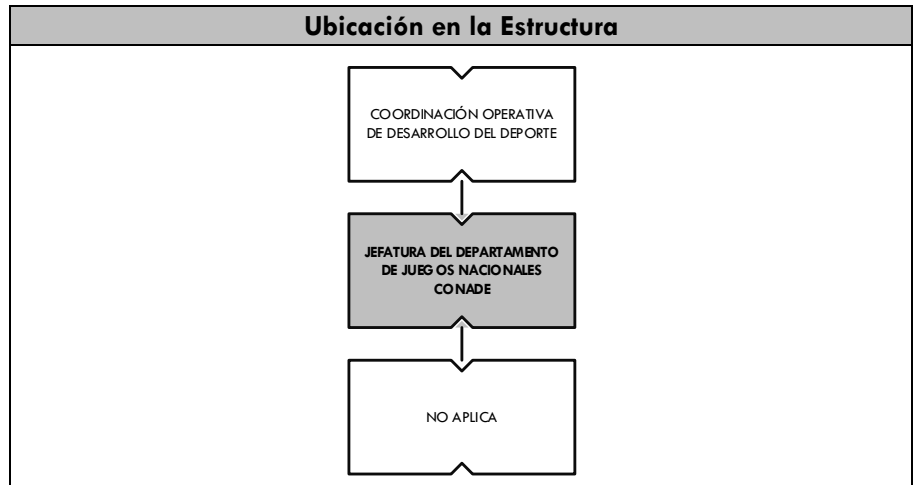 Ubicación en la Estructura
COORDINACIÓN OPERATIVA
DE DESARROLLO DEL DEPORTE
JEFATURA DEL DEPARTAMENTO
DE JUEGOS NACIONALES
CONADE
NO APLICA